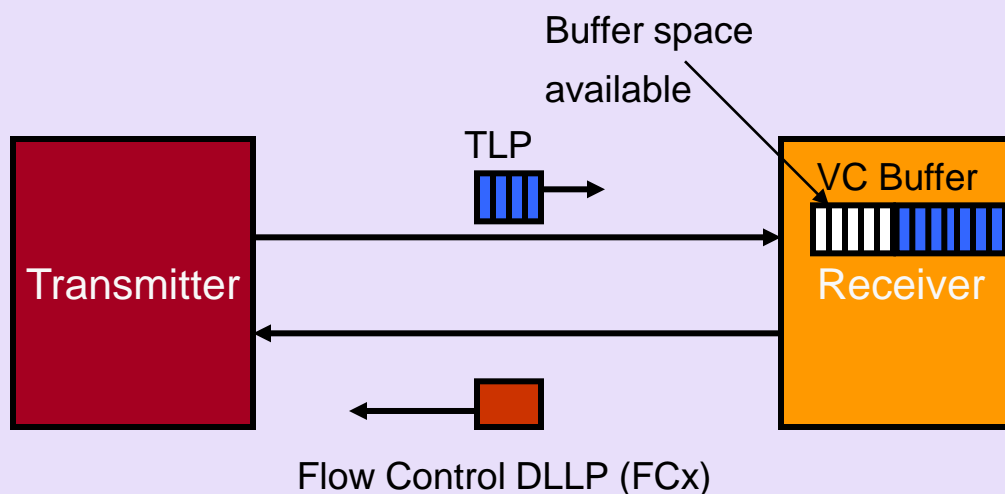 Buffer space
available
TLP
VC Buffer
Transmitter
Receiver
Flow Control DLLP (FCx)